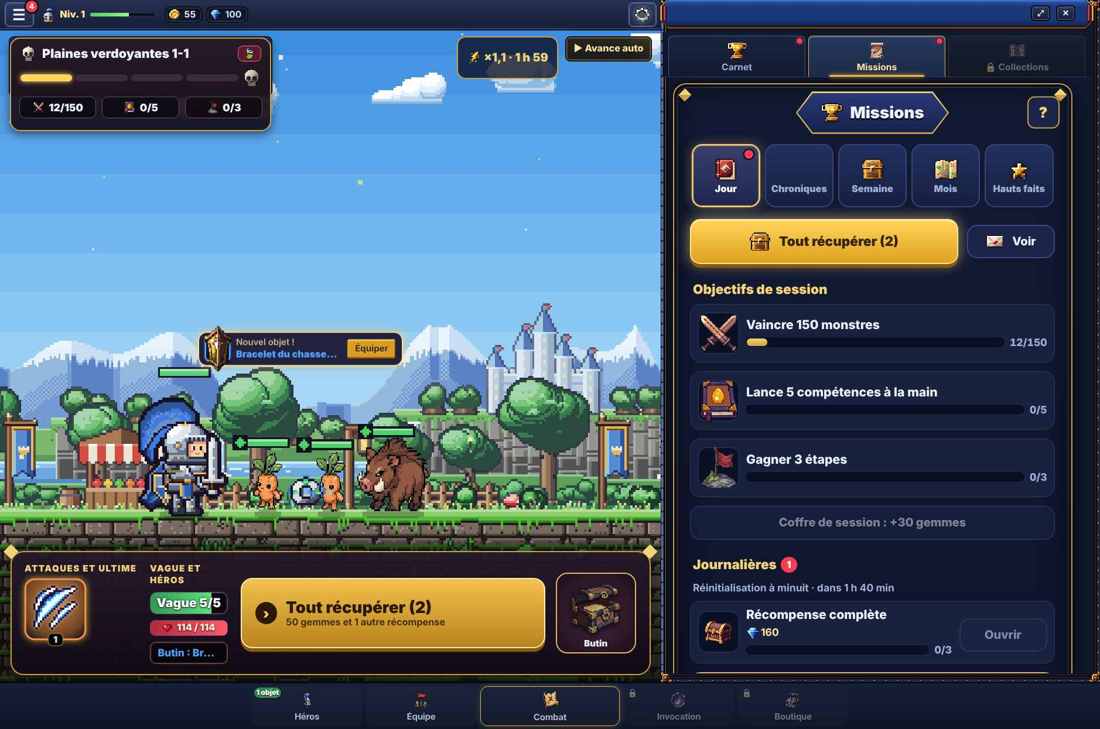 4
Niv. 1
55
100
Plaines verdoyantes 1-1
12/150
0/5
0/3
×1,1 · 1 h 59
Avance auto
Nouvel objet !
Bracelet du chasse...
Équiper
ATTAQUES ET ULTIME
1
VAGUE ET
HÉROS
Vague 5/5
114 / 114
Butin : Br...
Tout récupérer (2)
50 gemmes et 1 autre récompense
Butin
1 objet
Héros
Équipe
Combat
Invocation
Boutique
Carnet
Missions
Collections
Missions
?
Jour
Chroniques
Semaine
Mois
Hauts faits
Tout récupérer (2)
Voir
Objectifs de session
Vaincre 150 monstres
12/150
Lance 5 compétences à la main
0/5
Gagner 3 étapes
0/3
Coffre de session : +30 gemmes
Journalières 1
Réinitialisation à minuit · dans 1 h 40 min
Récompense complète
160
0/3
Ouvrir